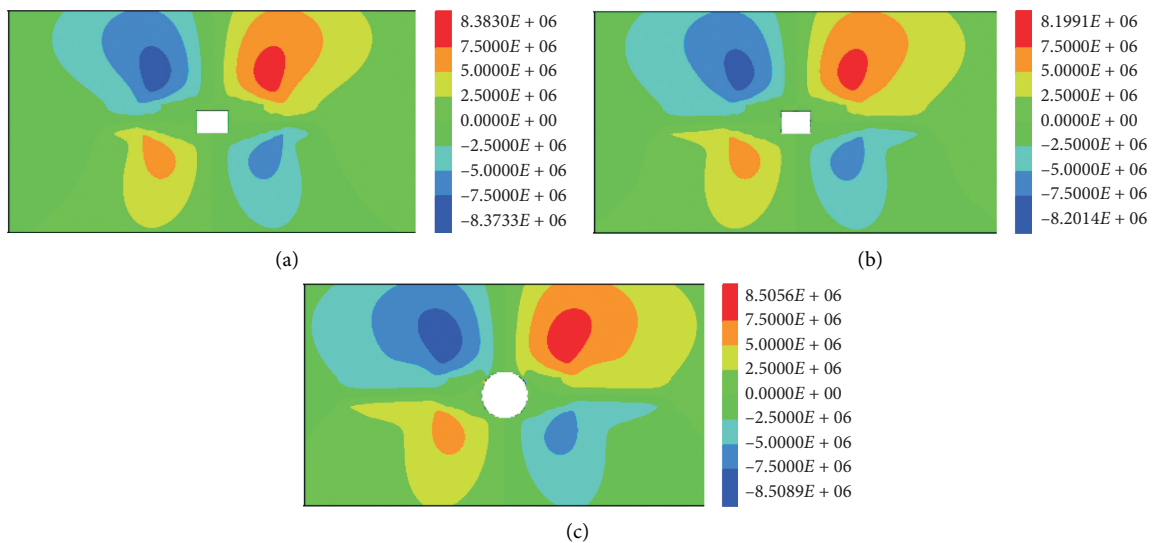 8.3830E + 06
7.5000E + 06
5.0000E + 06
2.5000E + 06
0.0000E + 00
−2.5000E + 06
−5.0000E + 06
−7.5000E + 06
−8.3733E + 06
(a)
8.1991E + 06
7.5000E + 06
5.0000E + 06
2.5000E + 06
0.0000E + 00
−2.5000E + 06
−5.0000E + 06
−7.5000E + 06
−8.2014E + 06
(b)
8.5056E + 06
7.5000E + 06
5.0000E + 06
2.5000E + 06
0.0000E + 00
−2.5000E + 06
−5.0000E + 06
−7.5000E + 06
−8.5089E + 06
(c)